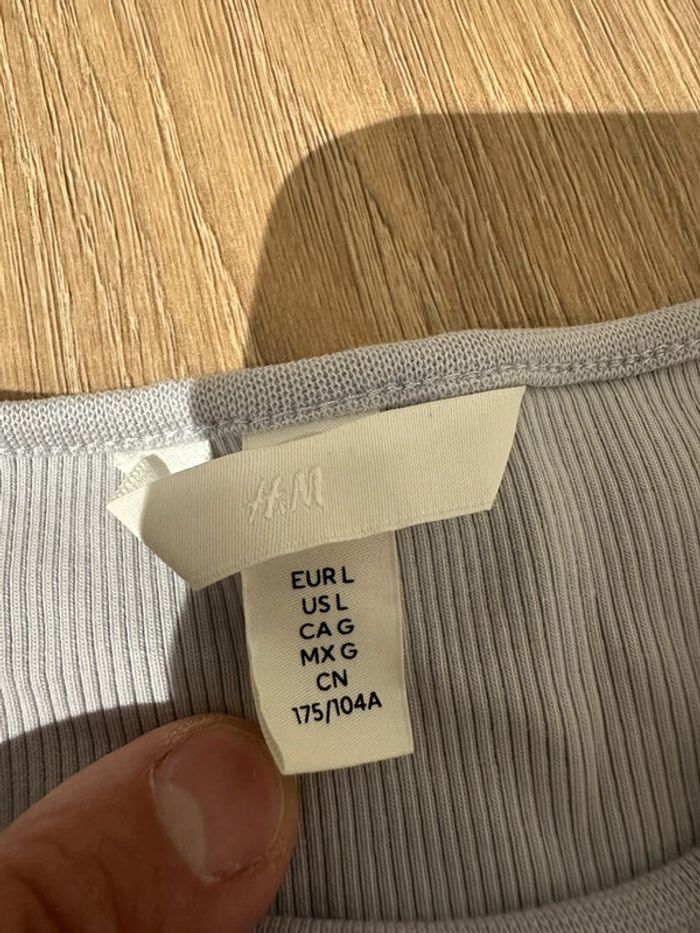 H&M
EUR L
US L
CA G
MX G
CN
175/104A